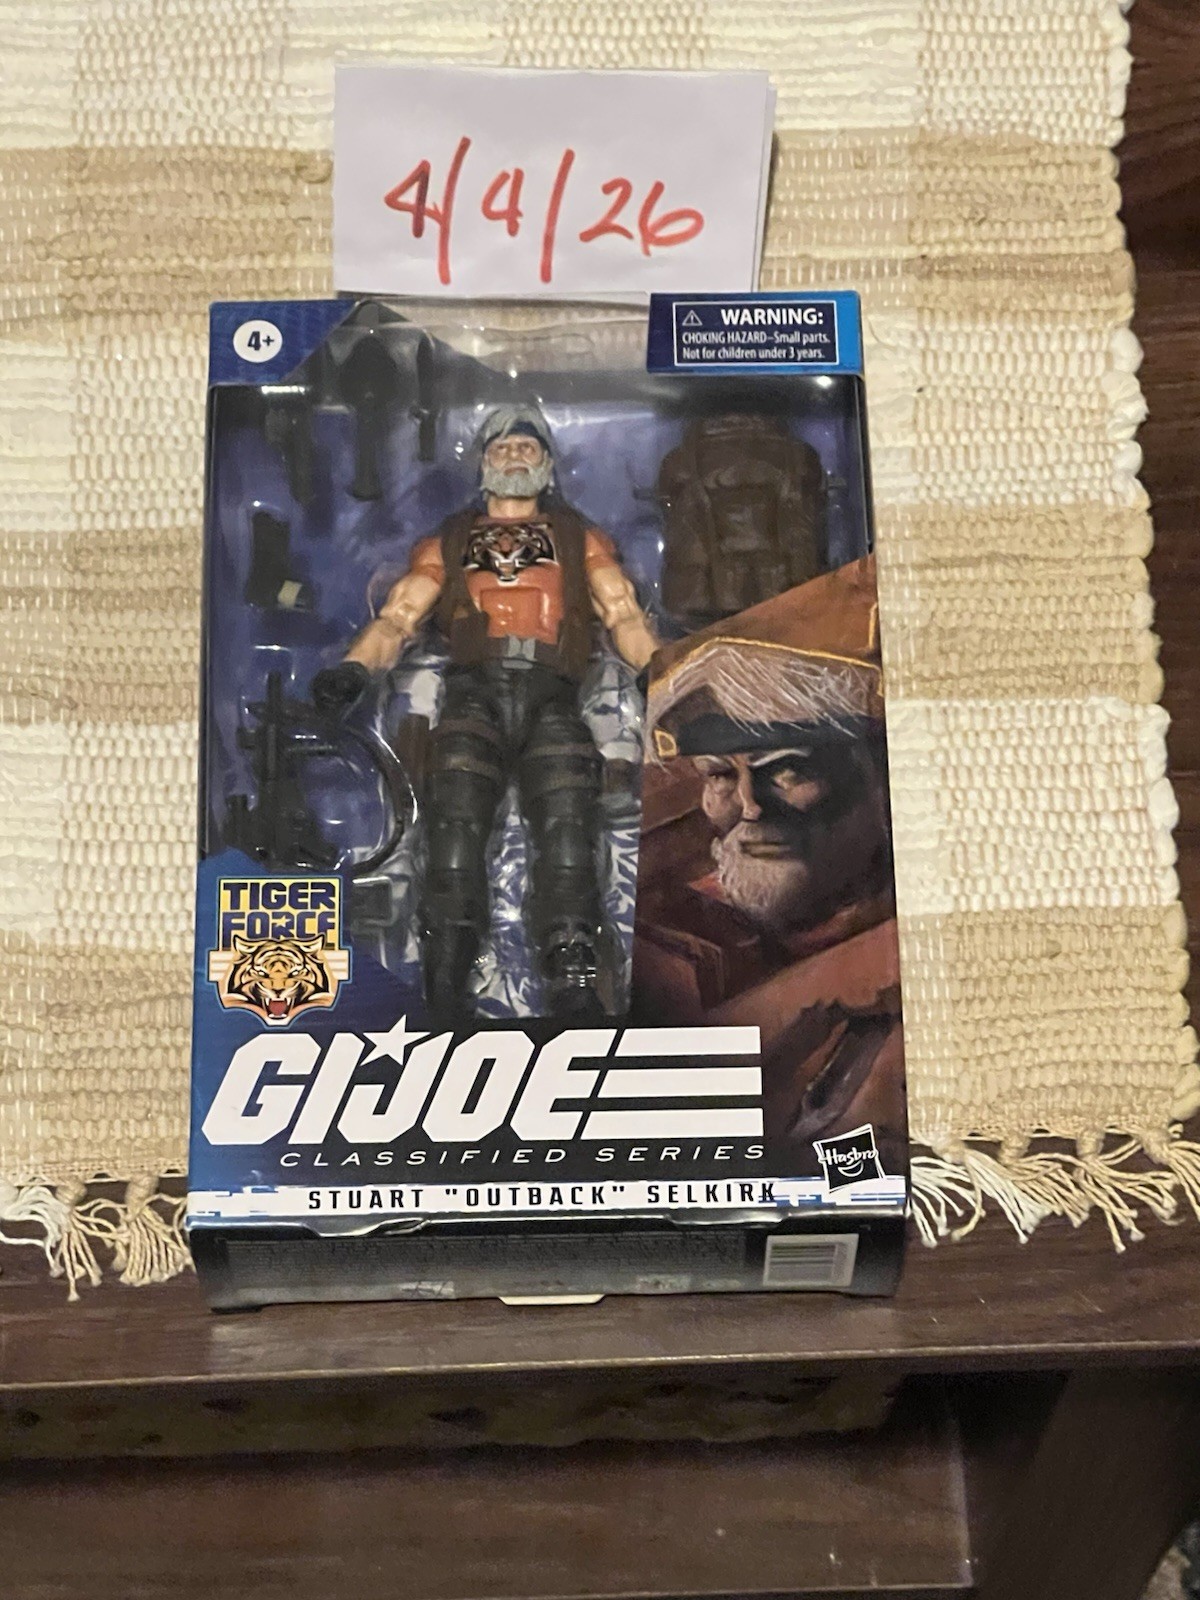 4/4/26
4+
⚠ WARNING:
CHOKING HAZARD–Small parts.
Not for children under 3 years.
TIGER
FORCE
GI JOE
CLASSIFIED SERIES
Hasbro
STUART "OUTBACK" SELKIRK